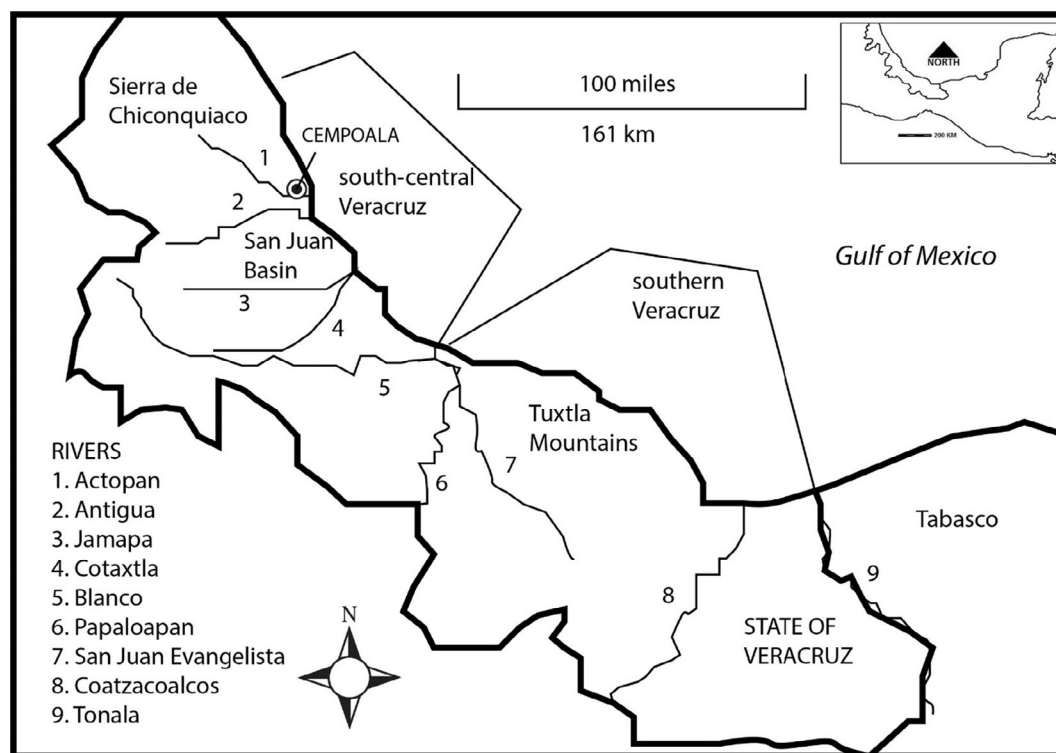 Sierra de
Chiconquiaco
1
CEMPOALA
2
San Juan
Basin
3
4
5
6
7
8
9
south-central
Veracruz
100 miles
161 km
NORTH
200 KM
southern
Veracruz
Gulf of Mexico
Tuxtla
Mountains
Tabasco
STATE OF
VERACRUZ
RIVERS
1. Actopan
2. Antigua
3. Jamapa
4. Cotaxtla
5. Blanco
6. Papaloapan
7. San Juan Evangelista
8. Coatzacoalcos
9. Tonala
N